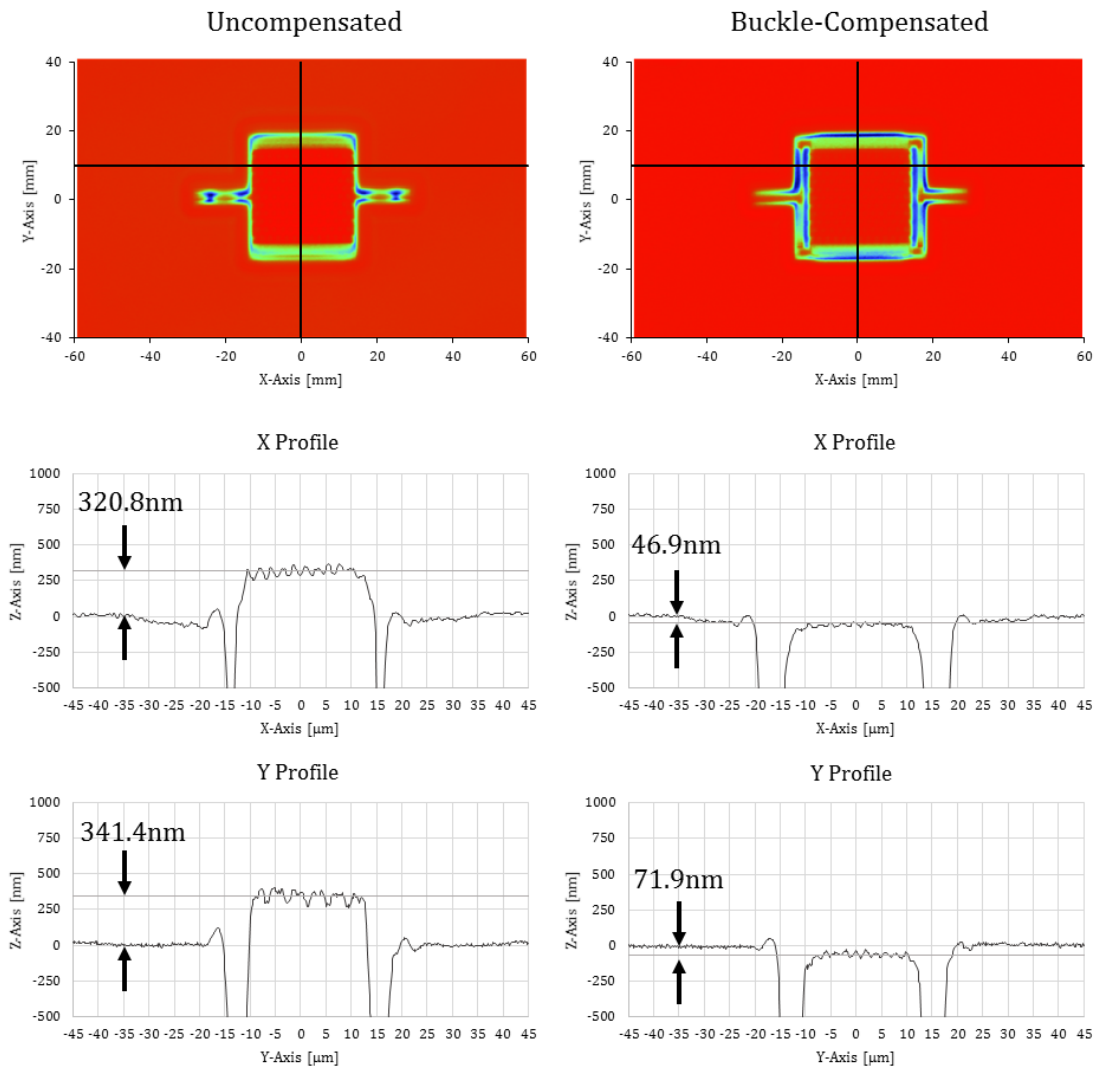 Uncompensated
Buckle-Compensated
40
20
0
-20
-40
Y-Axis [mm]
-60 -40 -20 0 20 40 60
X-Axis [mm]
40
20
0
-20
-40
Y-Axis [mm]
-60 -40 -20 0 20 40 60
X-Axis [mm]
X Profile
1000
750
500
250
0
-250
-500
Z-Axis [nm]
320.8nm
-45 -40 -35 -30 -25 -20 -15 -10 -5 0 5 10 15 20 25 30 35 40 45
X-Axis [µm]
X Profile
1000
750
500
250
0
-250
-500
Z-Axis [nm]
46.9nm
-45 -40 -35 -30 -25 -20 -15 -10 -5 0 5 10 15 20 25 30 35 40 45
X-Axis [µm]
Y Profile
1000
750
500
250
0
-250
-500
Z-Axis [nm]
341.4nm
-45 -40 -35 -30 -25 -20 -15 -10 -5 0 5 10 15 20 25 30 35 40 45
Y-Axis [µm]
Y Profile
1000
750
500
250
0
-250
-500
Z-Axis [nm]
71.9nm
-45 -40 -35 -30 -25 -20 -15 -10 -5 0 5 10 15 20 25 30 35 40 45
Y-Axis [µm]